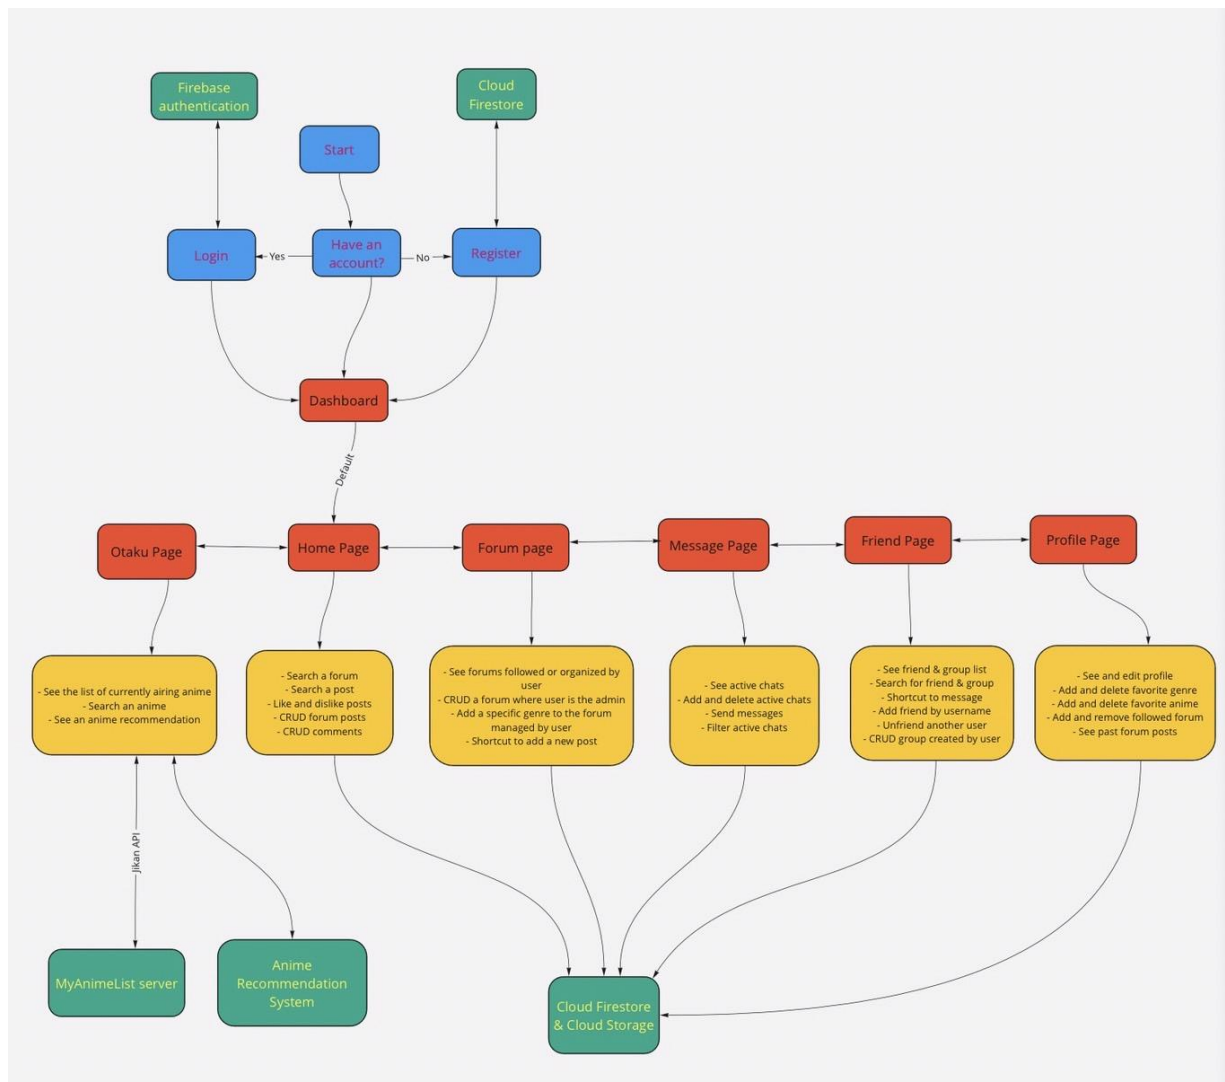 Firebase
authentication
Cloud
Firestore
Start
Login
Yes
Have an
account?
No
Register
Dashboard
Default
Otaku Page
Home Page
Forum page
Message Page
Friend Page
Profile Page
- See the list of currently airing anime
- Search an anime
- See an anime recommendation
- Search a forum
- Search a post
- Like and dislike posts
- CRUD forum posts
- CRUD comments
- See forums followed or organized by
user
- CRUD a forum where user is the admin
- Add a specific genre to the forum
managed by user
- Shortcut to add a new post
- See active chats
- Add and delete active chats
- Send messages
- Filter active chats
- See friend & group list
- Search for friend & group
- Shortcut to message
- Add friend by username
- Unfriend another user
- CRUD group created by user
- See and edit profile
- Add and delete favorite genre
- Add and delete favorite anime
- Add and remove followed forum
- See past forum posts
Jikan API
MyAnimeList server
Anime
Recommendation
System
Cloud Firestore
& Cloud Storage